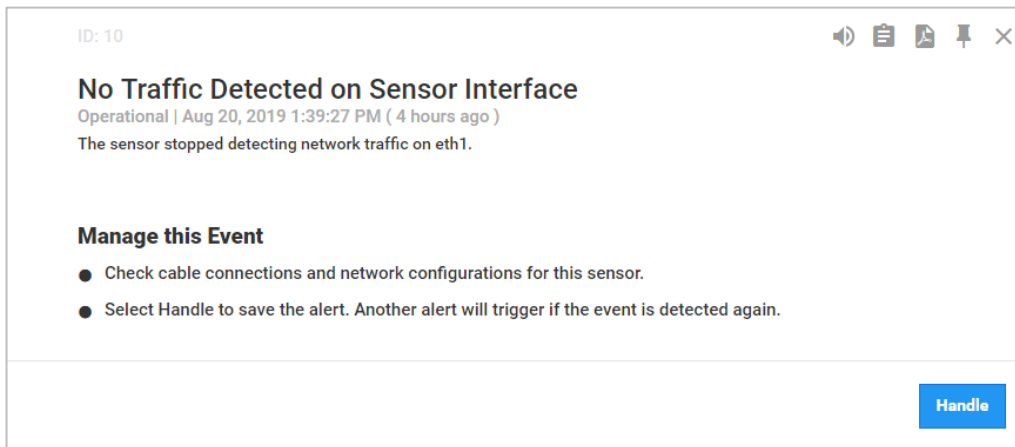 ID: 10
No Traffic Detected on Sensor Interface
Operational | Aug 20, 2019 1:39:27 PM ( 4 hours ago )
The sensor stopped detecting network traffic on eth1.
Manage this Event
● Check cable connections and network configurations for this sensor.
● Select Handle to save the alert. Another alert will trigger if the event is detected again.
Handle